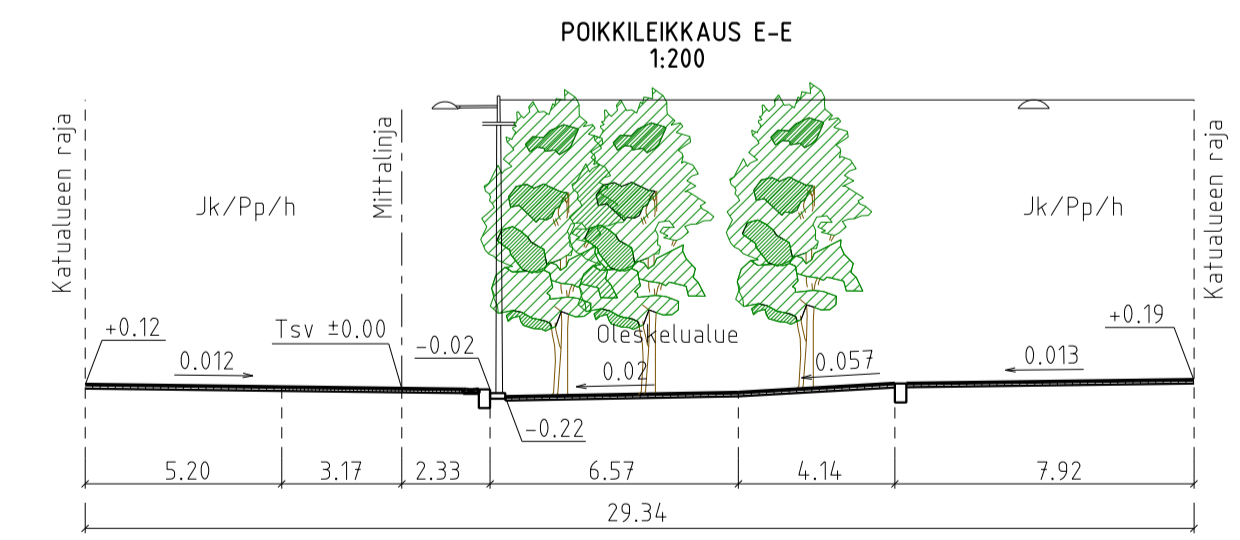 POIKKILEIKKAUS E-E
1:200
Katualueen raja
Jk/Pp/h
Mittalinja
Jk/Pp/h
Katualueen raja
+0.12
0.012
Tsv ±0.00
-0.02
Oleskelualue
0.02
0.057
0.013
+0.19
-0.22
5.20
3.17
2.33
6.57
4.14
7.92
29.34